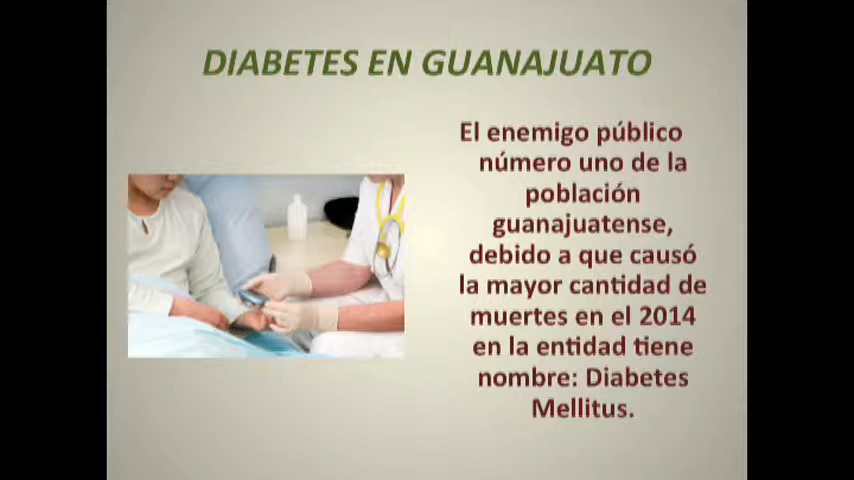 DIABETES EN GUANAJUATO
El enemigo público
número uno de la
población
guanajuatense,
debido a que causó
la mayor cantidad de
muertes en el 2014
en la entidad tiene
nombre: Diabetes
Mellitus.